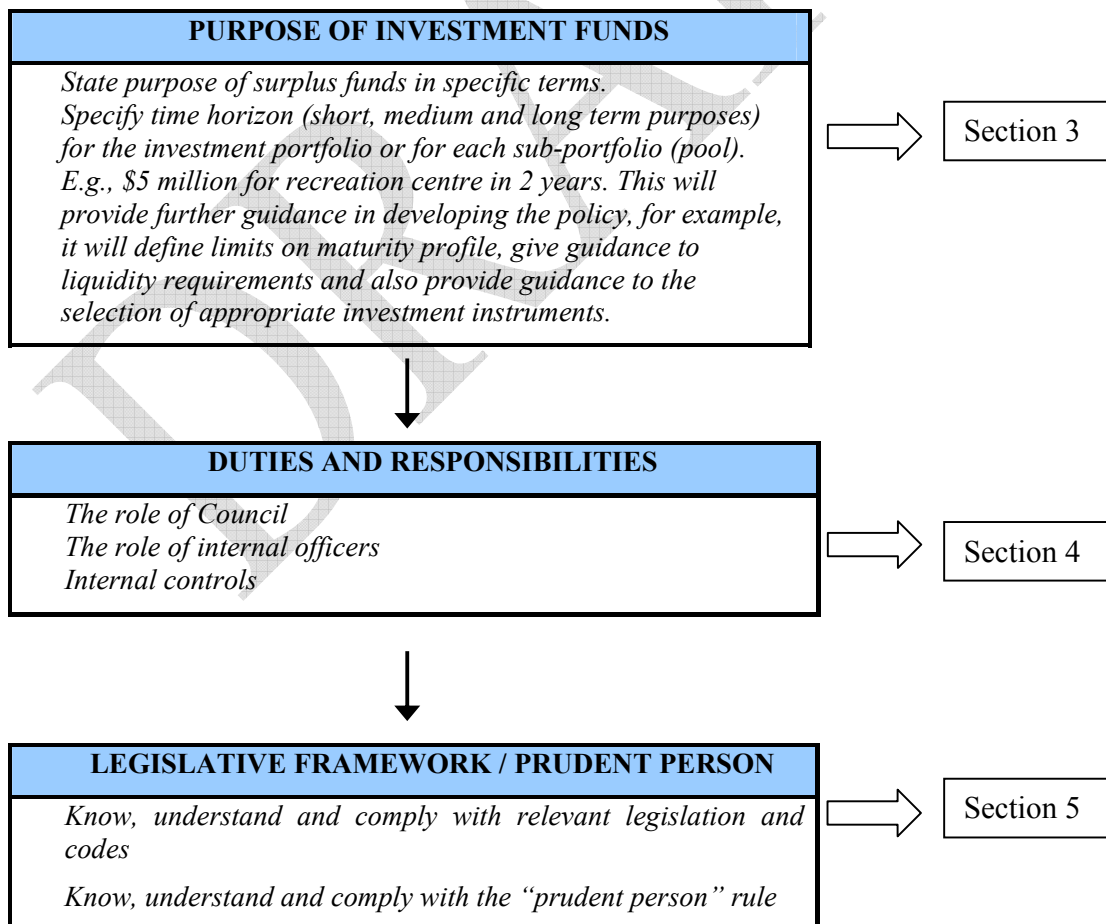 PURPOSE OF INVESTMENT FUNDS
State purpose of surplus funds in specific terms.
Specify time horizon (short, medium and long term purposes)
for the investment portfolio or for each sub-portfolio (pool).
E.g., $5 million for recreation centre in 2 years. This will
provide further guidance in developing the policy, for example,
it will define limits on maturity profile, give guidance to
liquidity requirements and also provide guidance to the
selection of appropriate investment instruments.
Section 3
DUTIES AND RESPONSIBILITIES
The role of Council
The role of internal officers
Internal controls
Section 4
LEGISLATIVE FRAMEWORK / PRUDENT PERSON
Know, understand and comply with relevant legislation and
codes
Know, understand and comply with the “prudent person” rule
Section 5